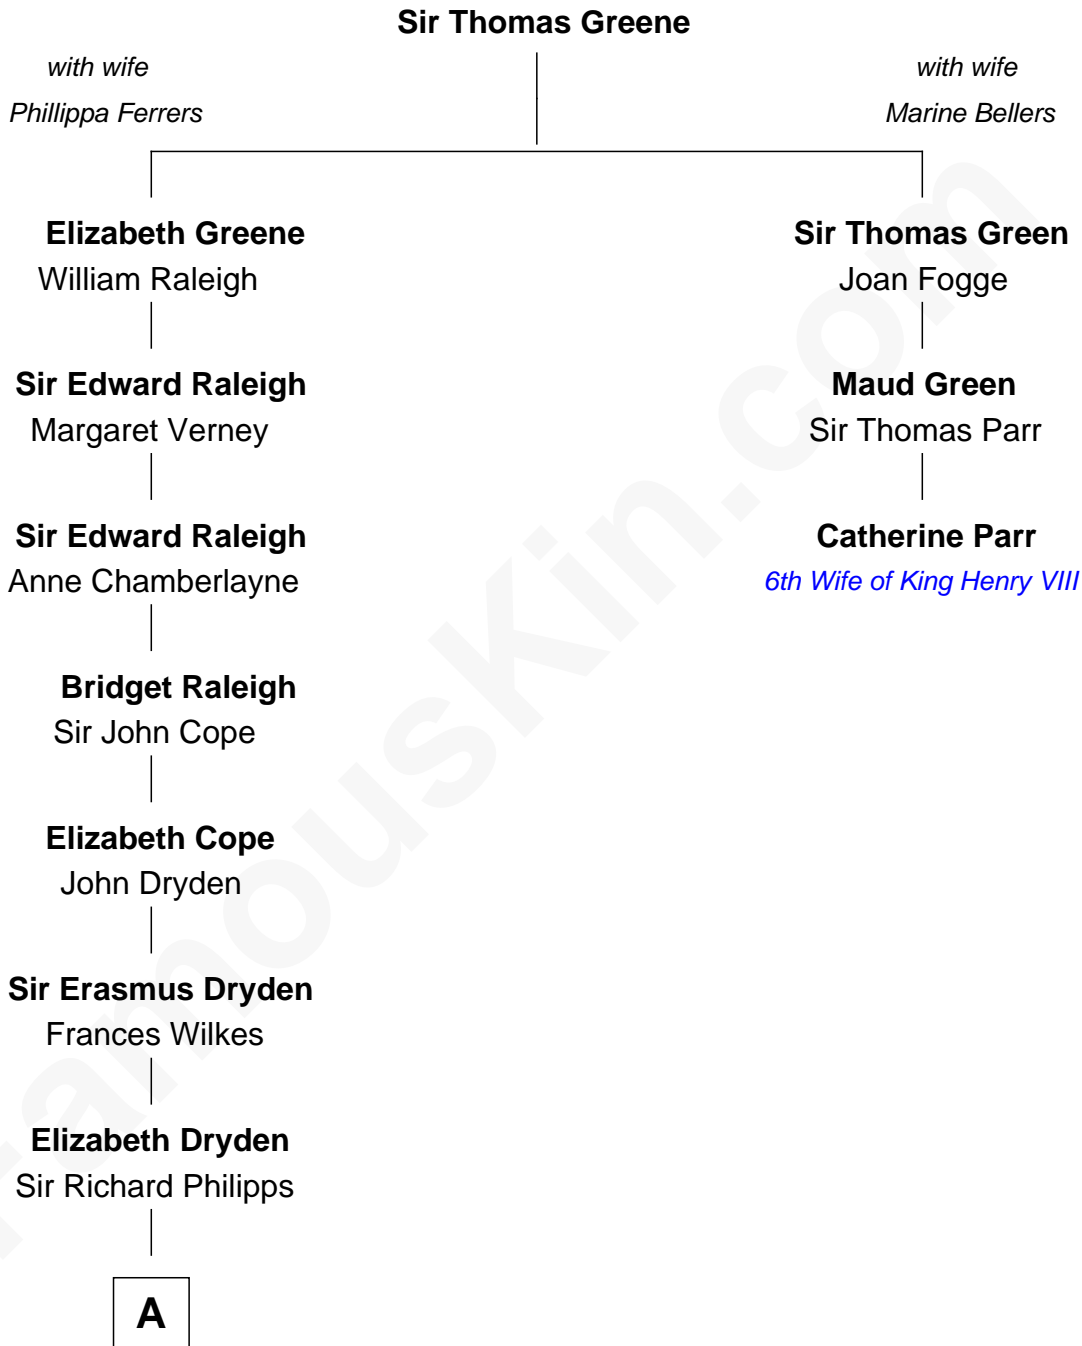 Sir Thomas Greene
with wife
Phillippa Ferrers
with wife
Marine Bellers
Elizabeth Greene
William Raleigh
Sir Thomas Green
Joan Fogge
Sir Edward Raleigh
Margaret Verney
Maud Green
Sir Thomas Parr
Sir Edward Raleigh
Anne Chamberlayne
Catherine Parr
6th Wife of King Henry VIII
Bridget Raleigh
Sir John Cope
Elizabeth Cope
John Dryden
Sir Erasmus Dryden
Frances Wilkes
Elizabeth Dryden
Sir Richard Philipps
A
FamousKin.com